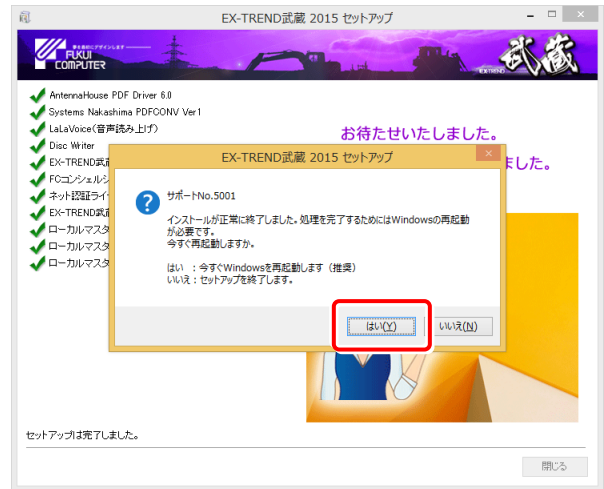 EX-TREND武蔵 2015 セットアップ
夢を自のにデザインします
FUKUI
COMPUTER
EX-TREND
武蔵
AntennaHouse PDF Driver 6.0
Systems Nakashima PDFCONV Ver1
LaLaVoice(音声読み上げ)
お待たせいたしました。
Disc Writer
EX-TREND武
ました。
FCコンシェルジ
ネット認証ライ
EX-TREND武
ローカルマスタ
ローカルマスタ
ローカルマスタ
EX-TREND武蔵 2015 セットアップ
サポートNo.5001
インストールが正常に終了しました。処理を完了するためにはWindowsの再起動
が必要です。
今すぐ再起動しますか。
はい :今すぐWindowsを再起動します(推奨)
いいえ:セットアップを終了します。
はい(Y)
いいえ(N)
セットアップは完了しました。
閉じる